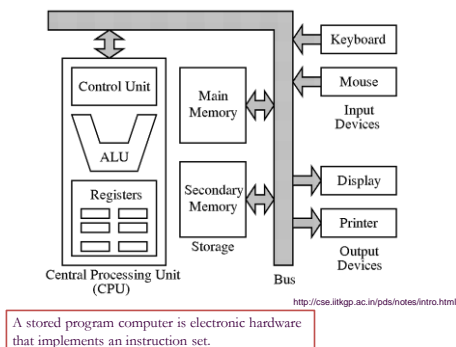 Control Unit
ALU
Registers
Central Processing Unit
(CPU)
Main
Memory
Secondary
Memory
Storage
Bus
Keyboard
Mouse
Input
Devices
Display
Printer
Output
Devices
http://cse.iitkgp.ac.in/pds/notes/intro.html
A stored program computer is electronic hardware
that implements an instruction set.